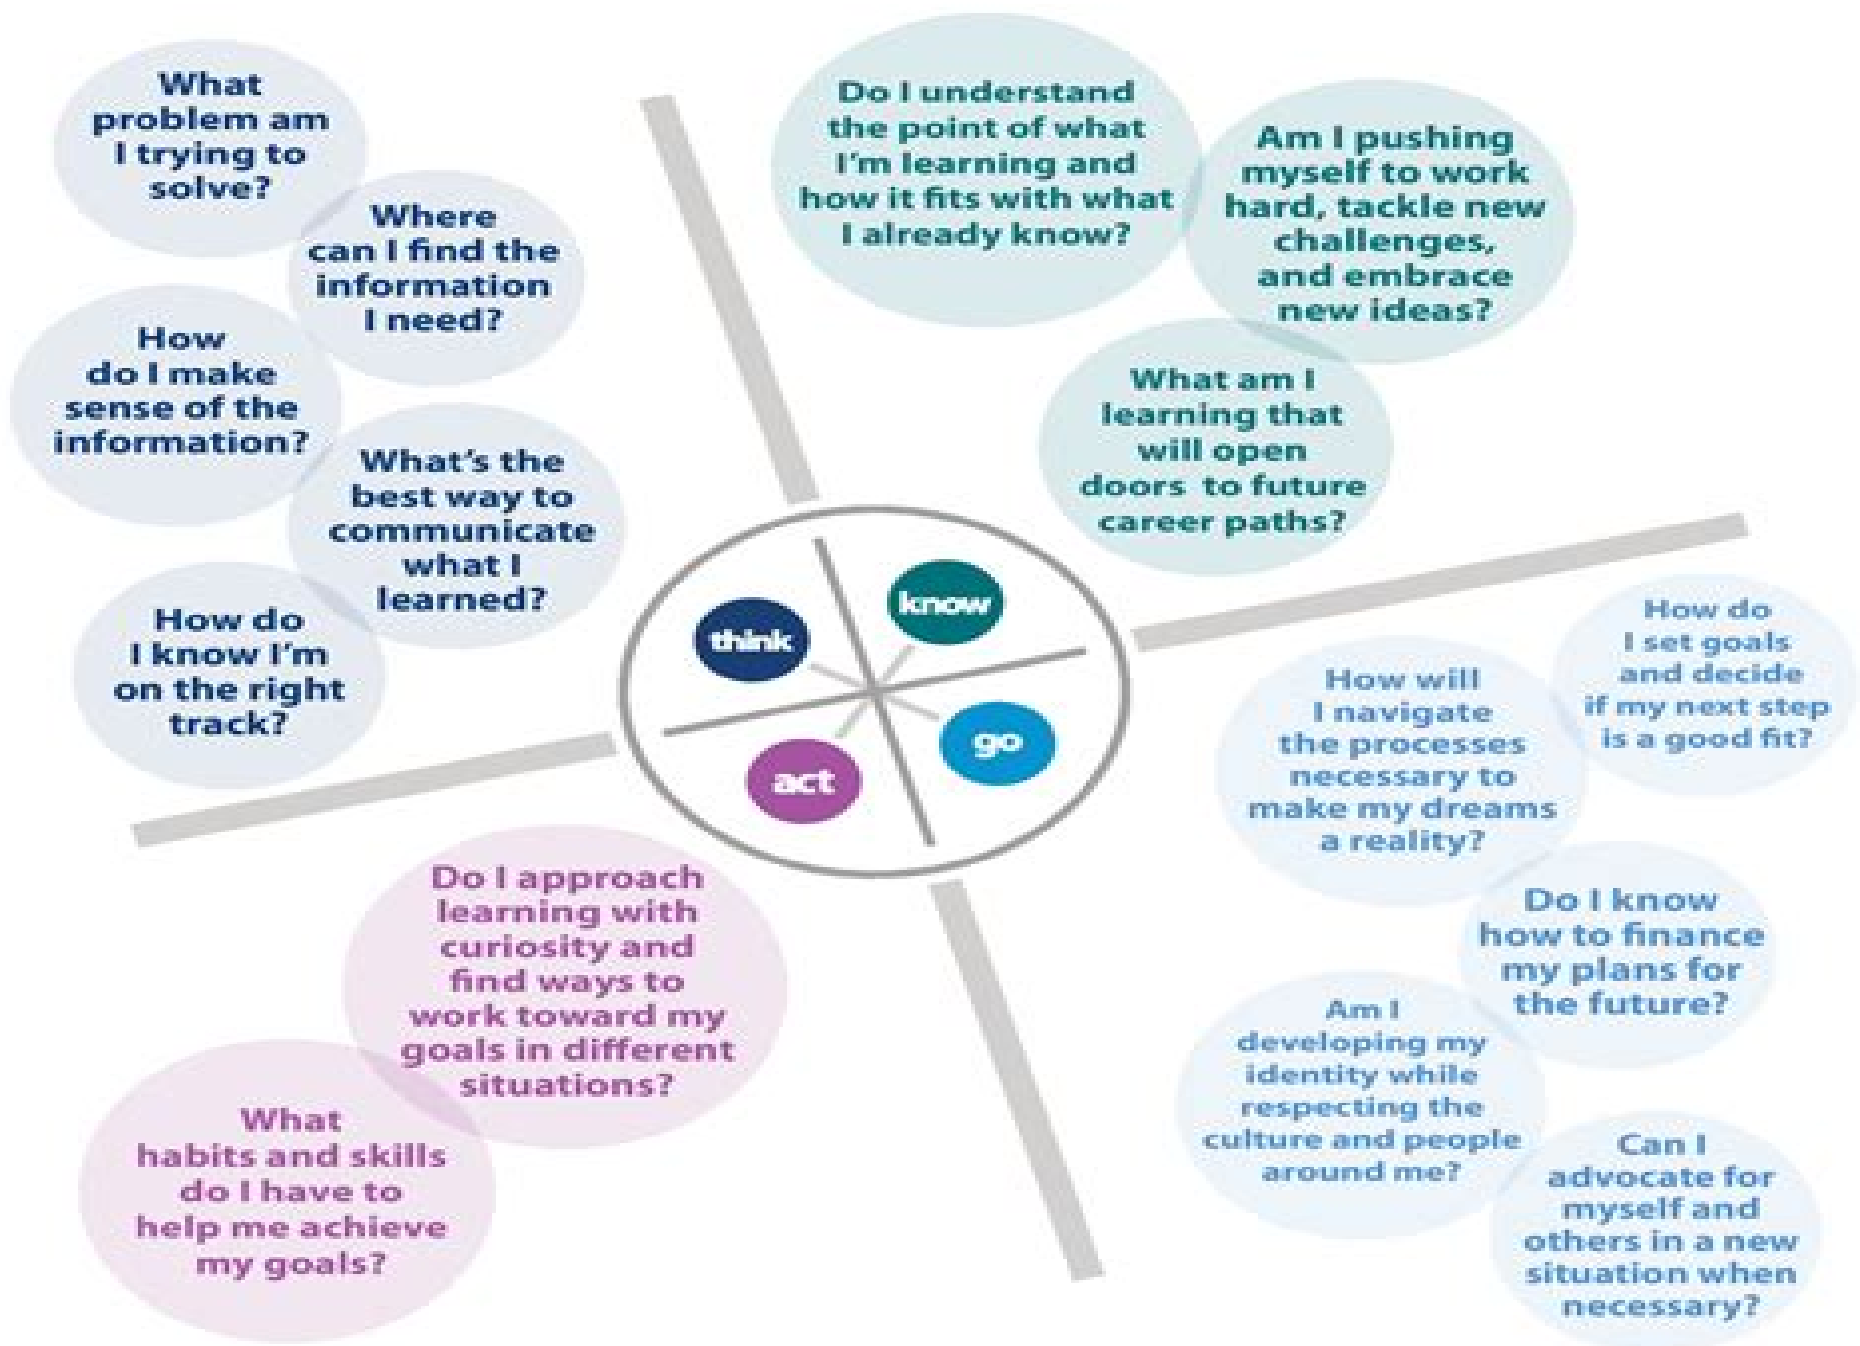 What
problem am
I trying to
solve?
Where
can I find the
information
I need?
How
do I make
sense of the
information?
What's the
best way to
communicate
what I
learned?
How do
I know I'm
on the right
track?
Do I understand
the point of what
I'm learning and
how it fits with what
I already know?
Am I pushing
myself to work
hard, tackle new
challenges,
and embrace
new ideas?
What am I
learning that
will open
doors to future
career paths?
think
know
act
go
How do
I set goals
and decide
if my next step
is a good fit?
How will
I navigate
the processes
necessary to
make my dreams
a reality?
Do I know
how to finance
my plans for
the future?
Am I
developing my
identity while
respecting the
culture and people
around me?
Can I
advocate for
myself and
others in a new
situation when
necessary?
Do I approach
learning with
curiosity and
find ways to
work toward my
goals in different
situations?
What
habits and skills
do I have to
help me achieve
my goals?